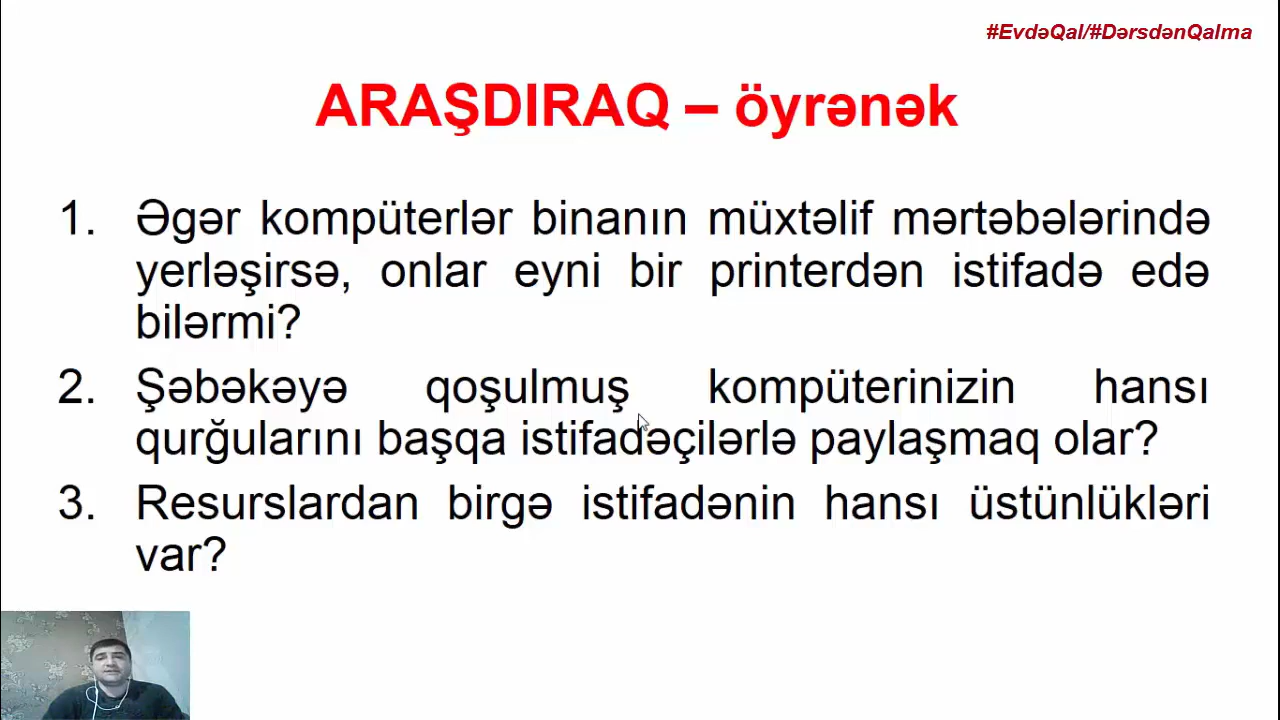 #EvdəQal/#DərsdənQalma
ARAŞDIRAQ – öyrənək
1. Əgər kompüterlər binanın müxtəlif mərtəbələrində
yerləşirsə, onlar eyni bir printerdən istifadə edə
bilərmi?
2. Şəbəkəyə qoşulmuş kompüterinizin hansı
qurğularını başqa istifadəçilərlə paylaşmaq olar?
3. Resurslardan birgə istifadənin hansı üstünlükləri
var?